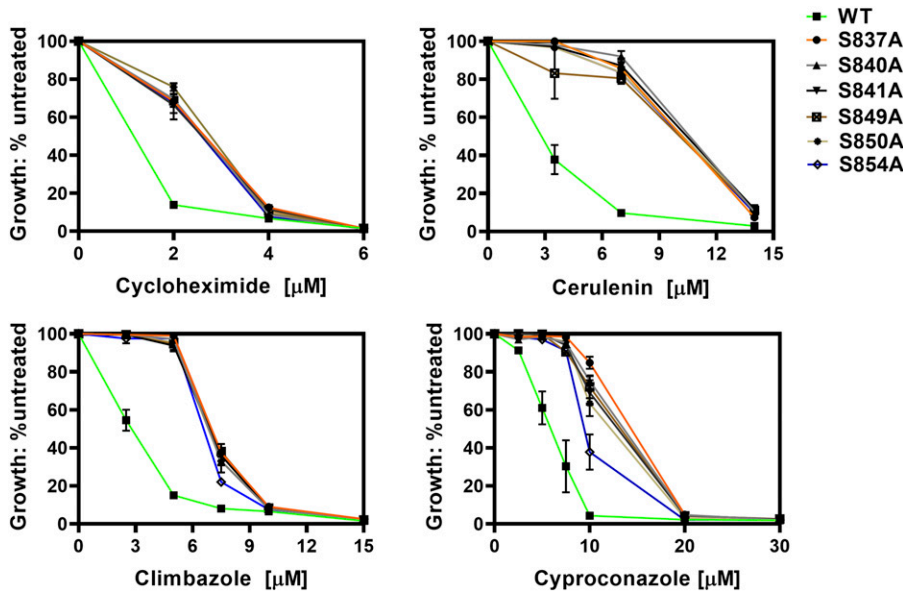 Growth: % untreated
100
80
60
40
20
0
0 2 4 6
Cycloheximide [µM]
Growth: % untreated
100
80
60
40
20
0
0 3 6 9 12 15
Cerulenin [µM]
WT
S837A
S840A
S841A
S849A
S850A
S854A
Growth: %untreated
100
80
60
40
20
0
0 3 6 9 12 15
Climbazole [µM]
Growth: % untreated
100
80
60
40
20
0
0 10 20 30
Cyproconazole [µM]